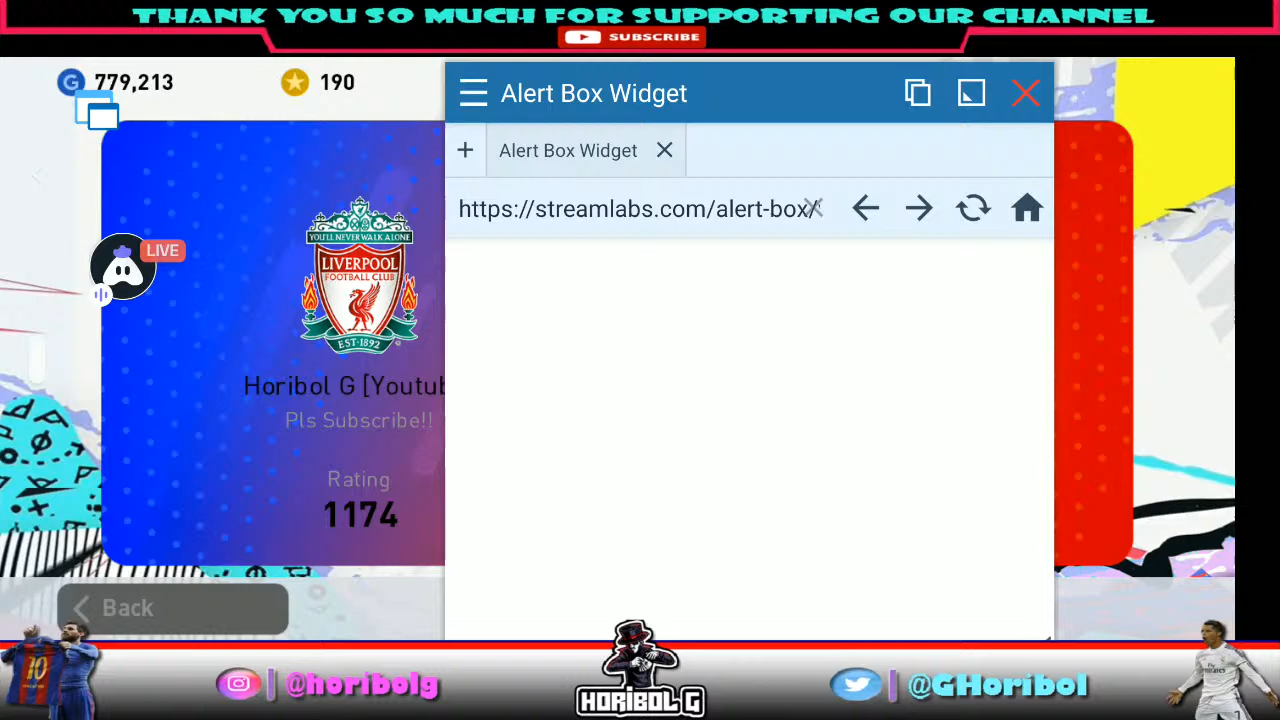 THANK YOU SO MUCH FOR SUPPORTING OUR CHANNEL
SUBSCRIBE
G 779,213
190
Alert Box Widget
+ Alert Box Widget
https://streamlabs.com/alert-box/
LIVE
YOU'LL NEVER WALK ALONE
LIVERPOOL
FOOTBALL CLUB
EST·1892
Horibol G [Youtub
Pls Subscribe!!
Rating
1174
Back
10
@horibolg
HORIBOL G
@GHoribol